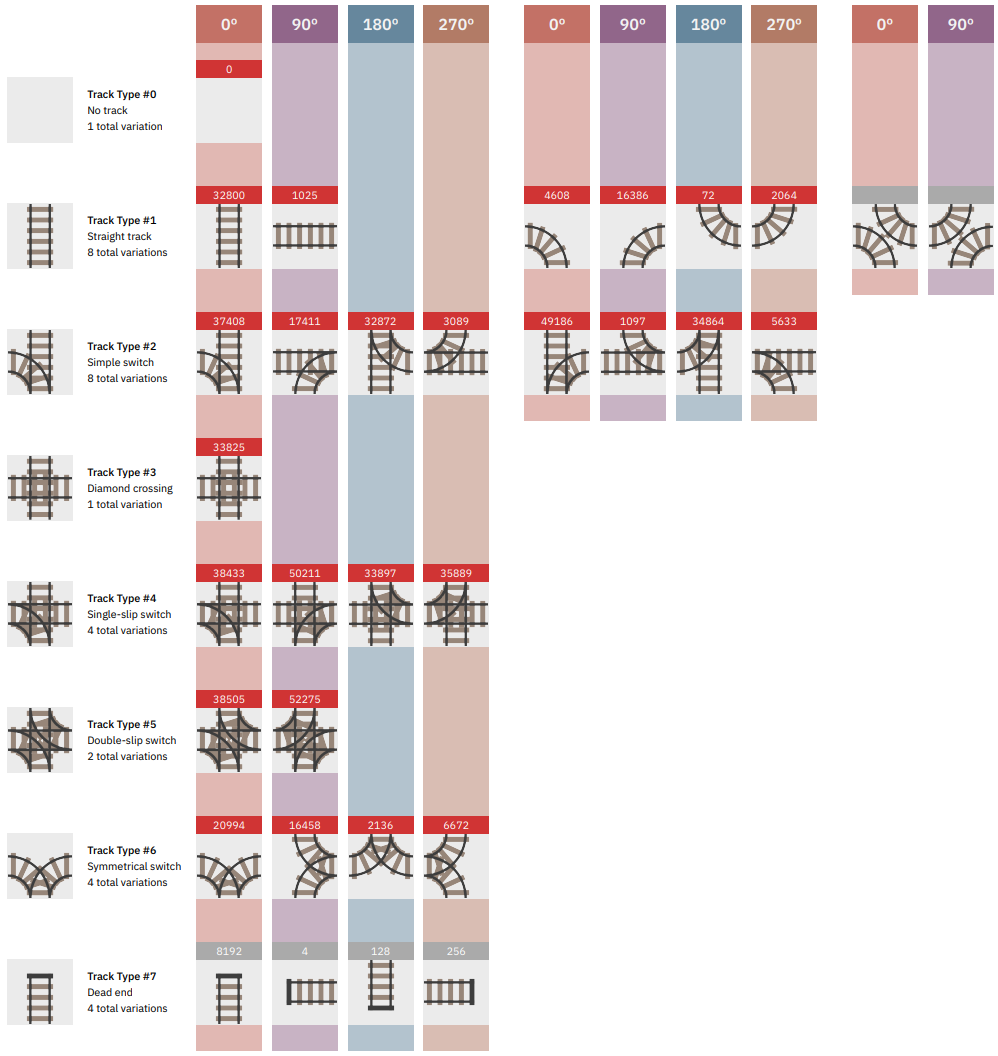 0º 90º 180º 270º 0º 90º 180º 270º 0º 90º
0
Track Type #0
No track
1 total variation
32800 1025 4608 16386 72 2064
Track Type #1
Straight track
8 total variations
37408 17411 32872 3089 49186 1097 34864 5633
Track Type #2
Simple switch
8 total variations
33825
Track Type #3
Diamond crossing
1 total variation
38433 50211 33897 35889
Track Type #4
Single-slip switch
4 total variations
38505 52275
Track Type #5
Double-slip switch
2 total variations
20994 16458 2136 6672
Track Type #6
Symmetrical switch
4 total variations
8192 4 128 256
Track Type #7
Dead end
4 total variations